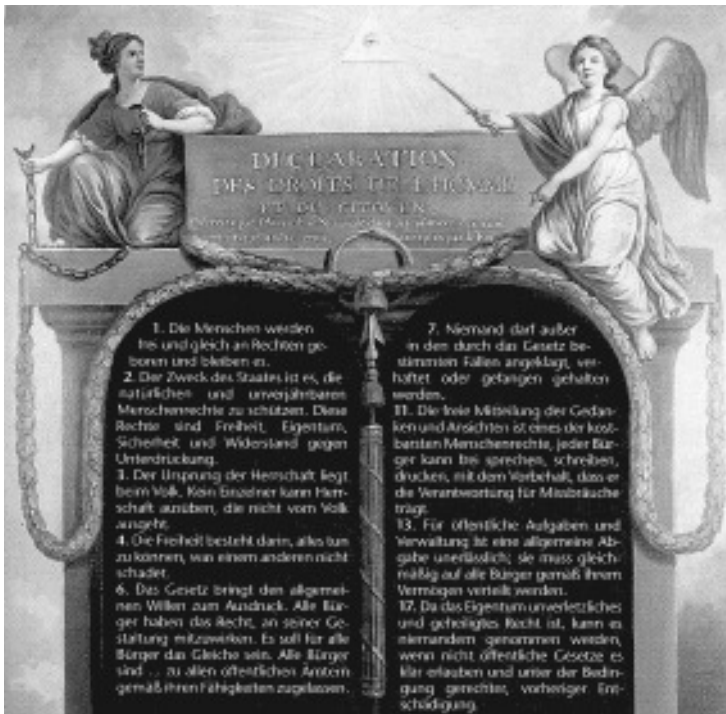 DECLARATION
DES DROITS DE L'HOMME
ET DU CITOYEN.
1. Die Menschen werden
frei und gleich an Rechten ge-
boren und bleiben es.
2. Der Zweck des Staates ist es, die
natürlichen und unverjährbaren
Menschenrechte zu schützen. Diese
Rechte sind Freiheit, Eigentum,
Sicherheit und Widerstand gegen
Unterdrückung.
3. Der Ursprung der Herrschaft liegt
beim Volk. Kein Einzelner kann Herr-
schaft ausüben, die nicht vom Volk
ausgeht.
4. Die Freiheit besteht darin, alles tun
zu können, was einem anderen nicht
schadet.
6. Das Gesetz bringt den allgemei-
nen Willen zum Ausdruck. Alle Bür-
ger haben das Recht, an seiner Ge-
staltung mitzuwirken. Es soll für alle
Bürger das Gleiche sein. Alle Bürger
sind ... zu allen öffentlichen Ämtern
gemäß ihren Fähigkeiten zugelassen.
7. Niemand darf außer
in den durch das Gesetz be-
stimmten Fällen angeklagt, ver-
haftet oder gefangen gehalten
werden.
11. Die freie Mitteilung der Gedan-
ken und Ansichten ist eines der kost-
barsten Menschenrechte, jeder Bür-
ger kann frei sprechen, schreiben,
drucken, mit dem Vorbehalt, dass er
die Verantwortung für Missbräuche
trägt.
13. Für öffentliche Aufgaben und
Verwaltung ist eine allgemeine Ab-
gabe unerlässlich; sie muss gleich-
mäßig auf alle Bürger gemäß ihrem
Vermögen verteilt werden.
17. Da das Eigentum unverletzliches
und geheiligtes Recht ist, kann es
niemandem genommen werden,
wenn nicht öffentliche Gesetze es
klar erlauben und unter der Bedin-
gung gerechter, vorheriger Ent-
schädigung.